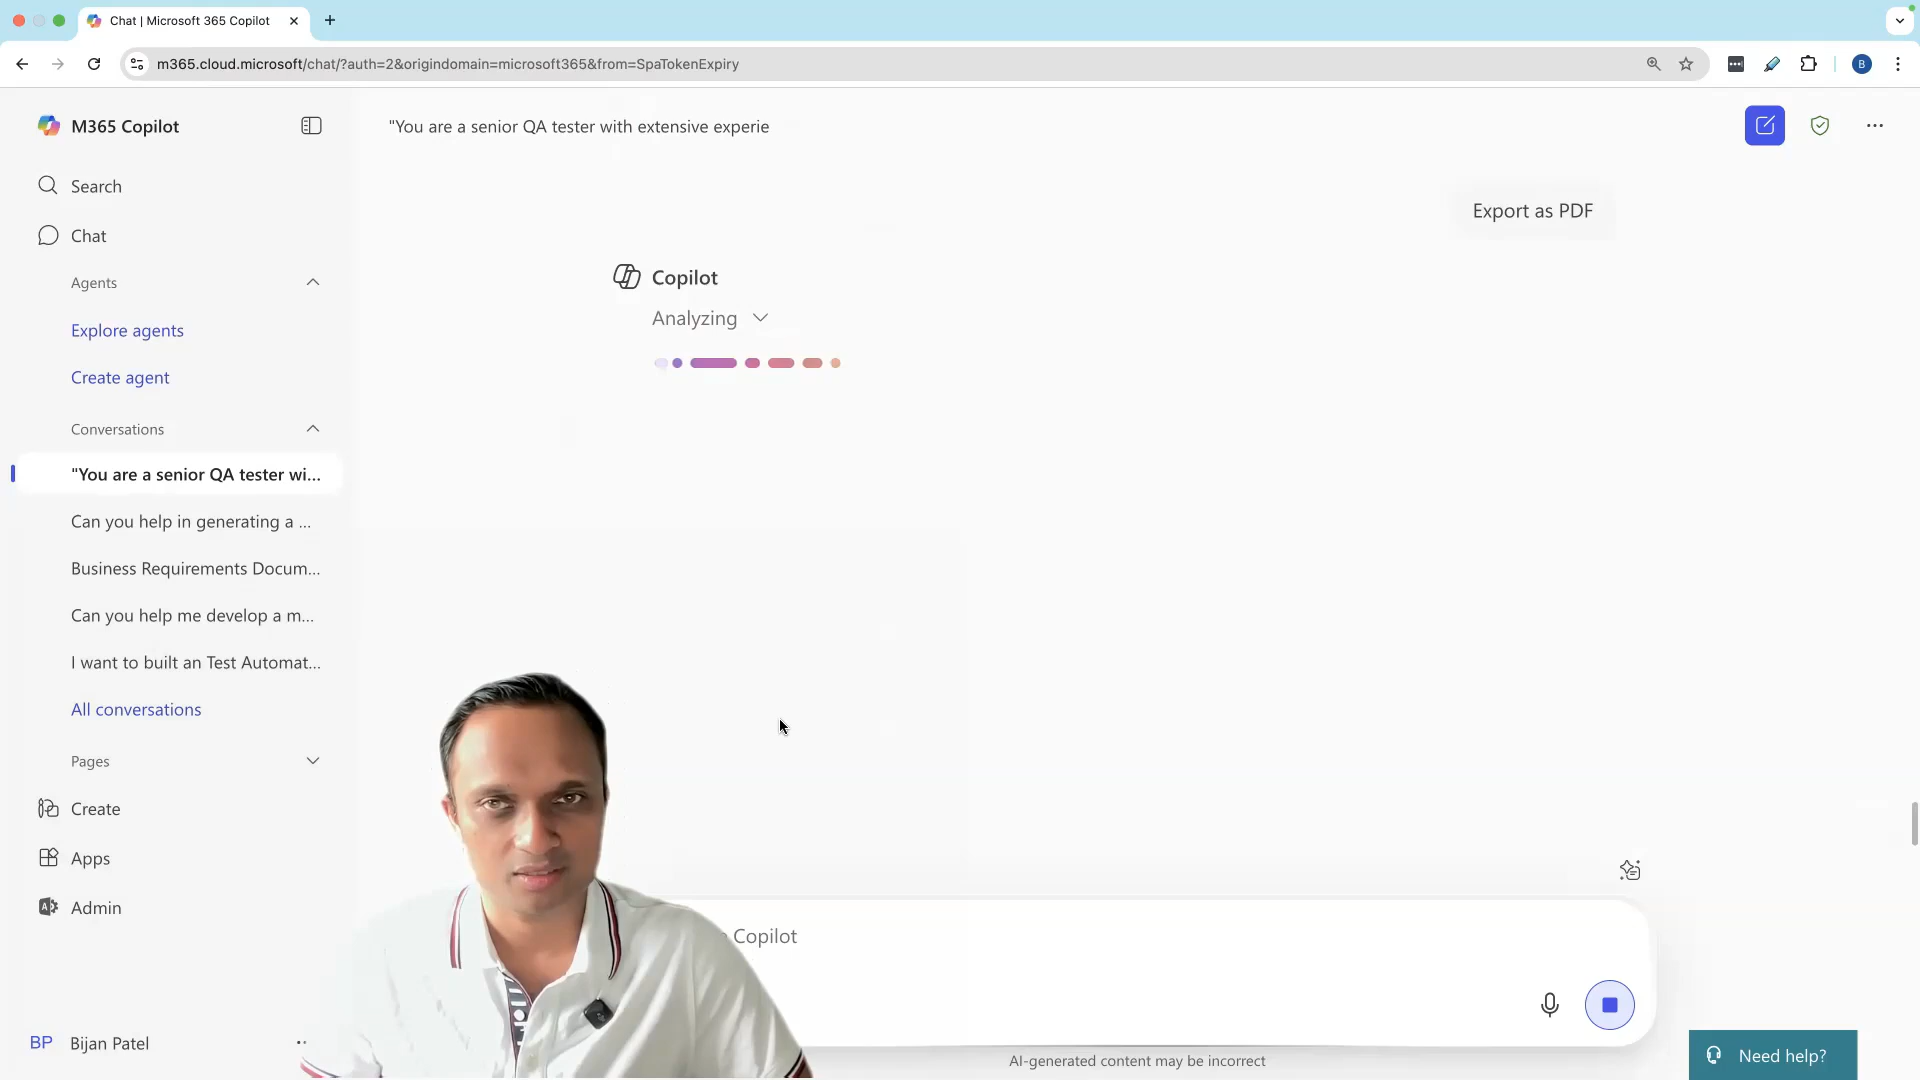 Chat | Microsoft 365 Copilot
m365.cloud.microsoft/chat/?auth=2&origindomain=microsoft365&from=SpaTokenExpiry
B
M365 Copilot
"You are a senior QA tester with extensive experie
Search
Export as PDF
Chat
Copilot
Agents
Analyzing
Explore agents
Create agent
Conversations
"You are a senior QA tester wi...
Can you help in generating a ...
Business Requirements Docum...
Can you help me develop a m...
I want to built an Test Automat...
All conversations
Pages
Create
Apps
Admin
Copilot
BP Bijan Patel
AI-generated content may be incorrect
Need help?